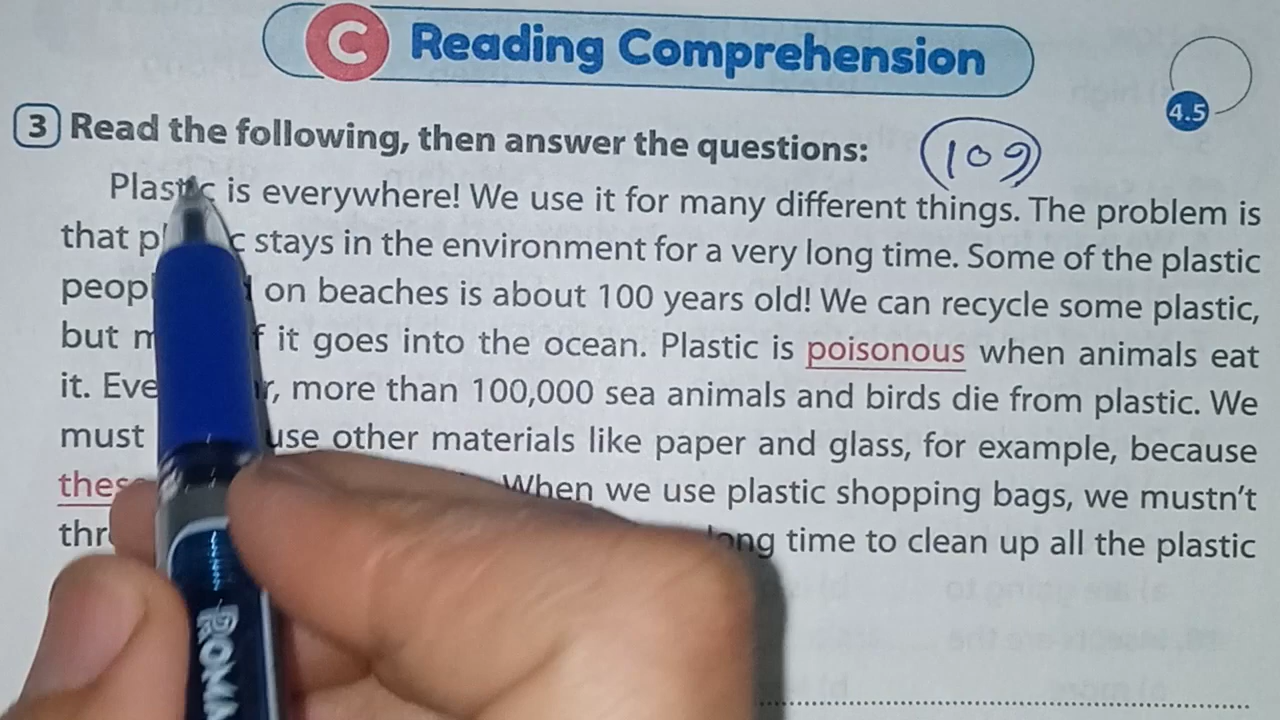 C Reading Comprehension
4.5
3 Read the following, then answer the questions:
109
Plastic is everywhere! We use it for many different things. The problem is
that stays in the environment for a very long time. Some of the plastic
on beaches is about 100 years old! We can recycle some plastic,
but it goes into the ocean. Plastic is poisonous when animals eat
it. more than 100,000 sea animals and birds die from plastic. We
must use other materials like paper and glass, for example, because
When we use plastic shopping bags, we mustn't
time to clean up all the plastic